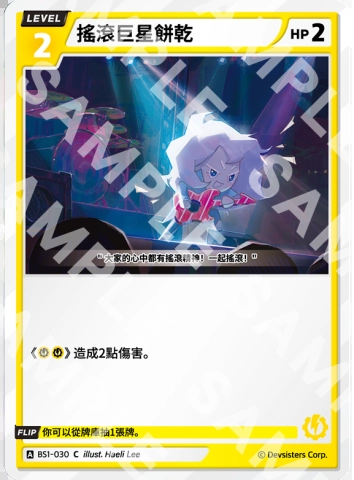 LEVEL
2
搖滾巨星餅乾
HP 2
"大家的心中都有搖滾精神! 一起搖滾!"
《 》造成2點傷害。
FLIP 你可以從牌庫抽1張牌。
A BS1-030 C illust. Haeli Lee
© Devsisters Corp.
SAMPLE